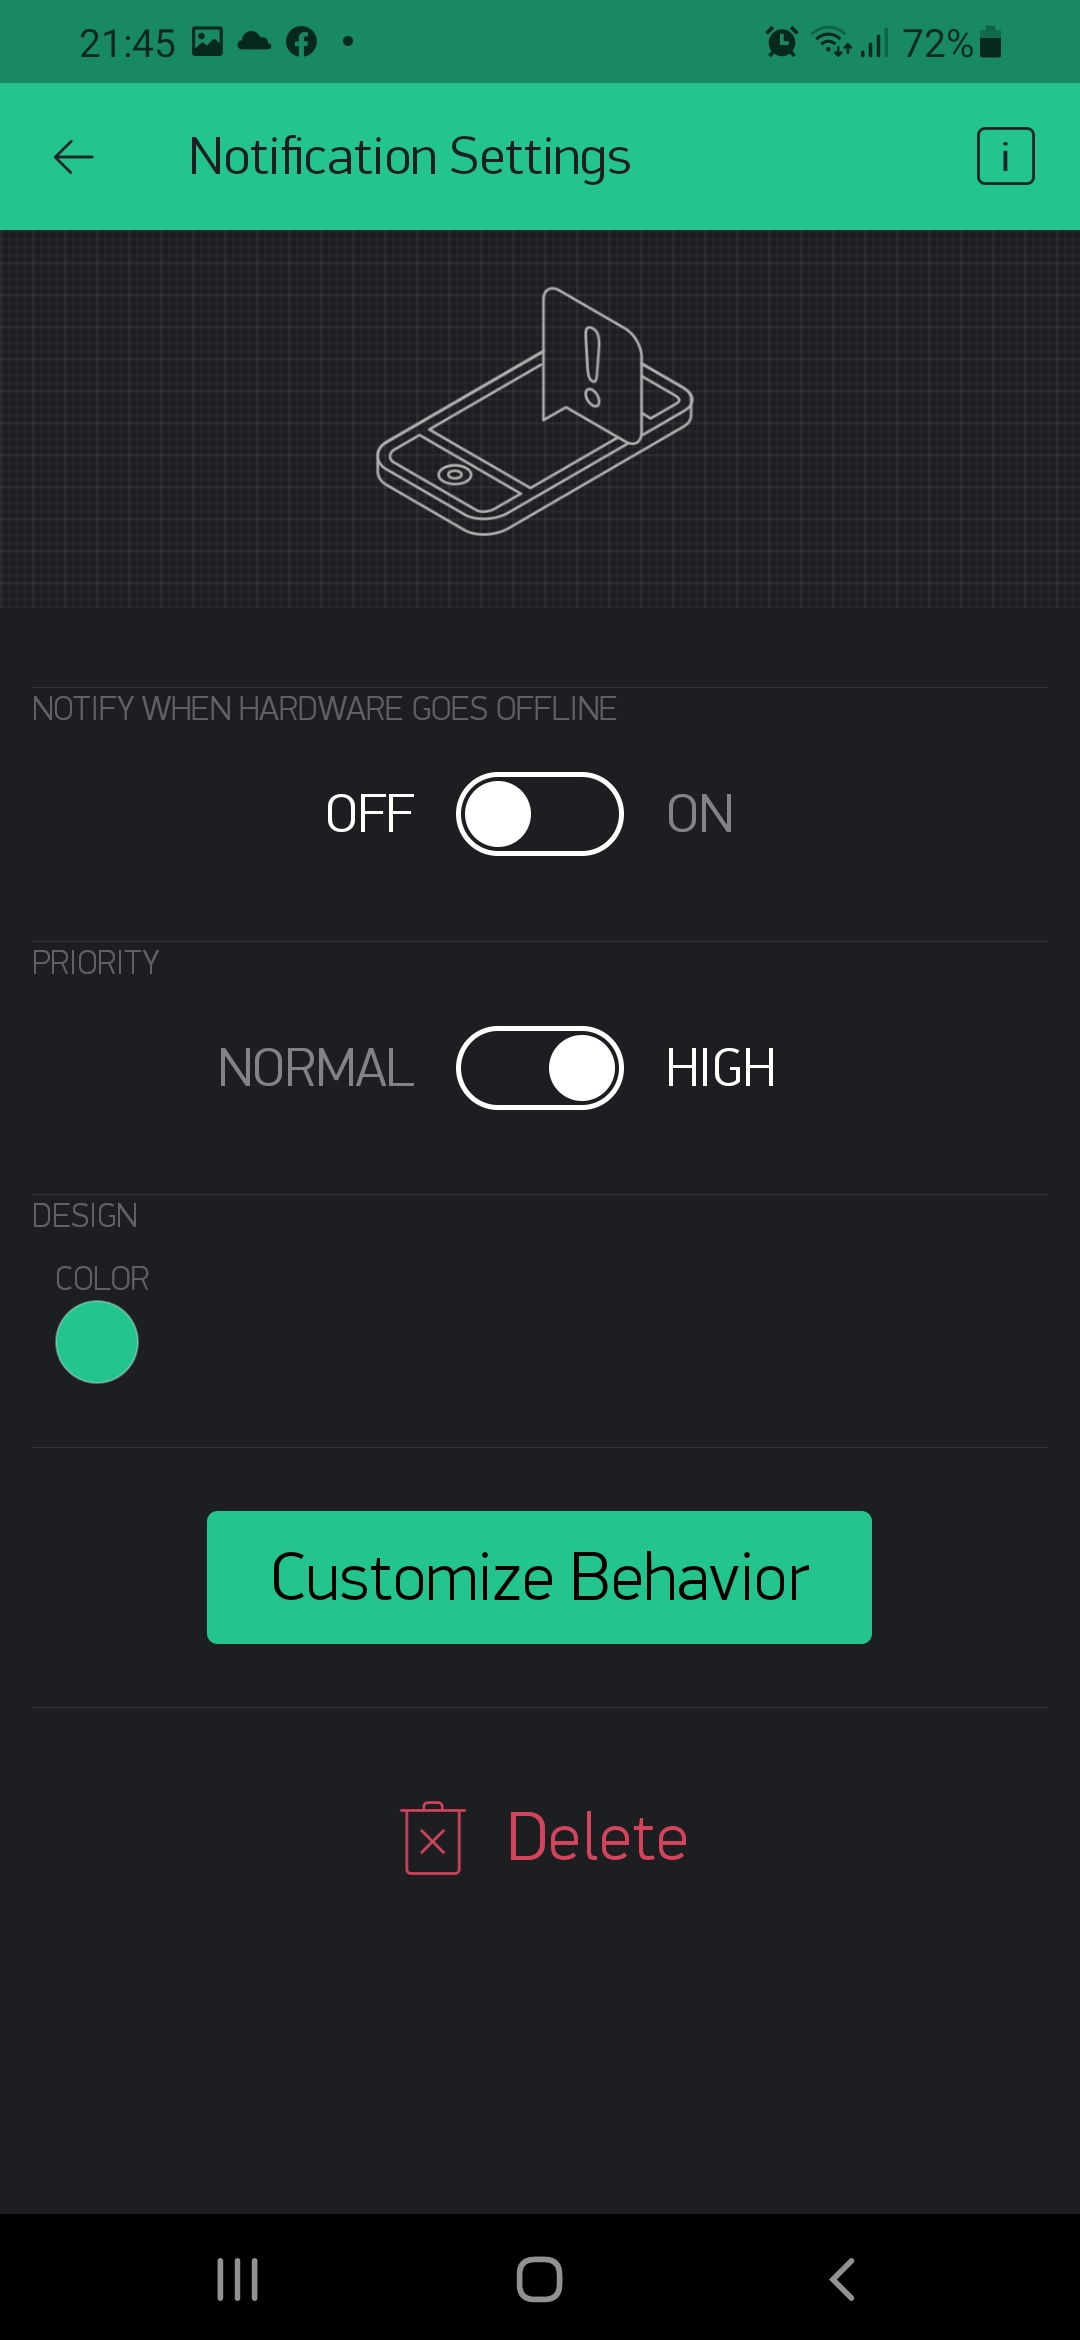 21:45 72%
Notification Settings
i
NOTIFY WHEN HARDWARE GOES OFFLINE
OFF ON
PRIORITY
NORMAL HIGH
DESIGN
COLOR
Customize Behavior
Delete